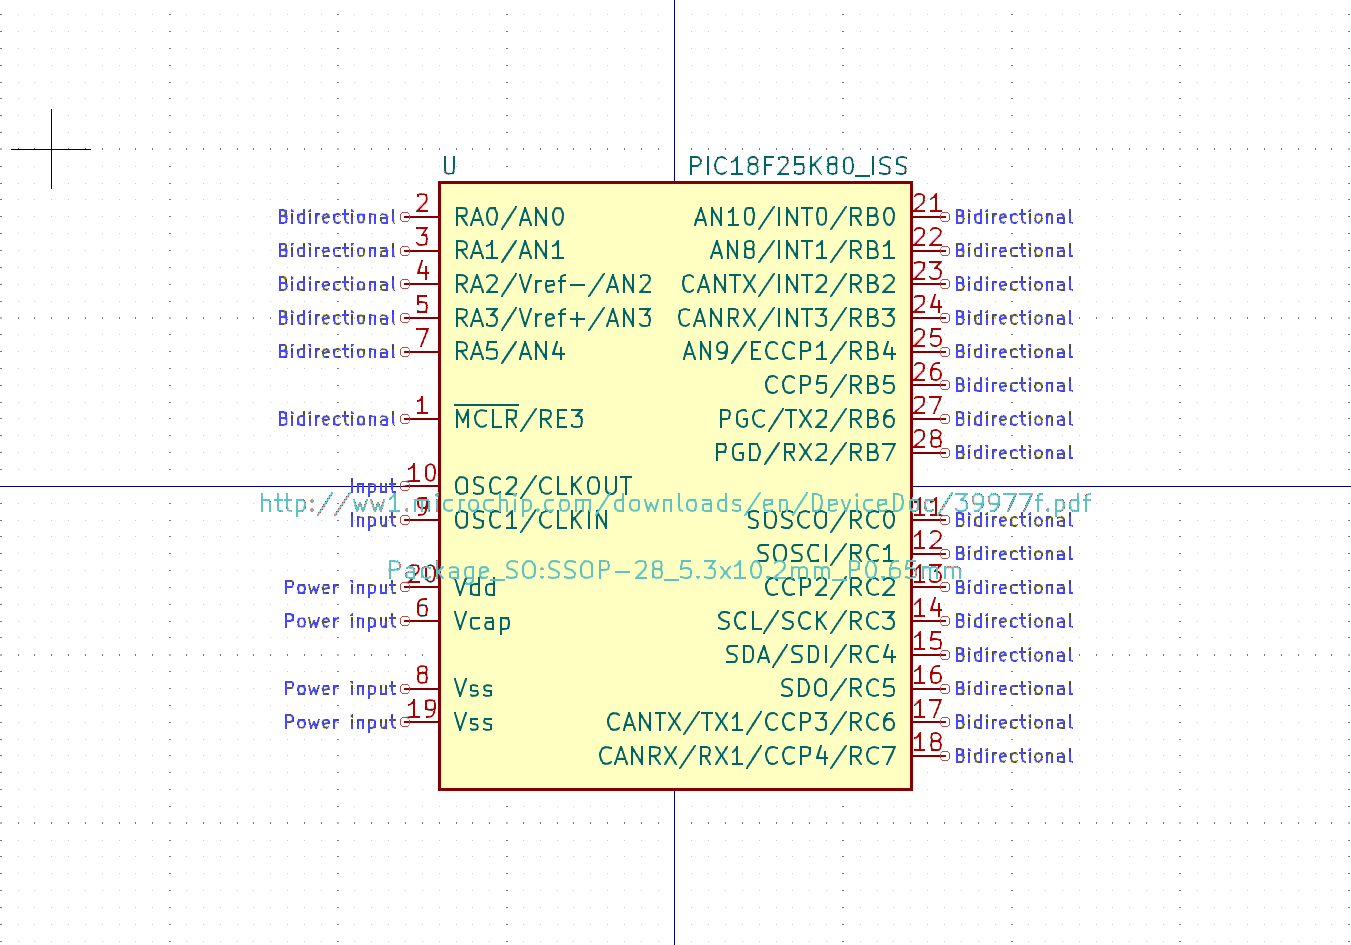 U PIC18F25K80_ISS
Bidirectional 2 RA0/AN0 AN10/INT0/RB0 21 Bidirectional
Bidirectional 3 RA1/AN1 AN8/INT1/RB1 22 Bidirectional
Bidirectional 4 RA2/Vref-/AN2 CANTX/INT2/RB2 23 Bidirectional
Bidirectional 5 RA3/Vref+/AN3 CANRX/INT3/RB3 24 Bidirectional
Bidirectional 7 RA5/AN4 AN9/ECCP1/RB4 25 Bidirectional
CCP5/RB5 26 Bidirectional
Bidirectional 1 MCLR/RE3 PGC/TX2/RB6 27 Bidirectional
PGD/RX2/RB7 28 Bidirectional
Input 10 OSC2/CLKOUT
http://ww1.microchip.com/downloads/en/DeviceDoc/39977f.pdf
Input 9 OSC1/CLKIN SOSCO/RC0 11 Bidirectional
SOSCI/RC1 12 Bidirectional
Package_SO:SSOP-28_5.3x10.2mm_P0.65mm
Power input 20 Vdd CCP2/RC2 13 Bidirectional
Power input 6 Vcap SCL/SCK/RC3 14 Bidirectional
SDA/SDI/RC4 15 Bidirectional
Power input 8 Vss SDO/RC5 16 Bidirectional
Power input 19 Vss CANTX/TX1/CCP3/RC6 17 Bidirectional
CANRX/RX1/CCP4/RC7 18 Bidirectional